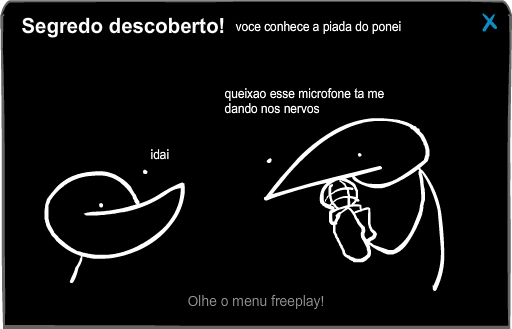 Segredo descoberto! voce conhece a piada do ponei
X
queixao esse microfone ta me
dando nos nervos
idai
Olhe o menu freeplay!